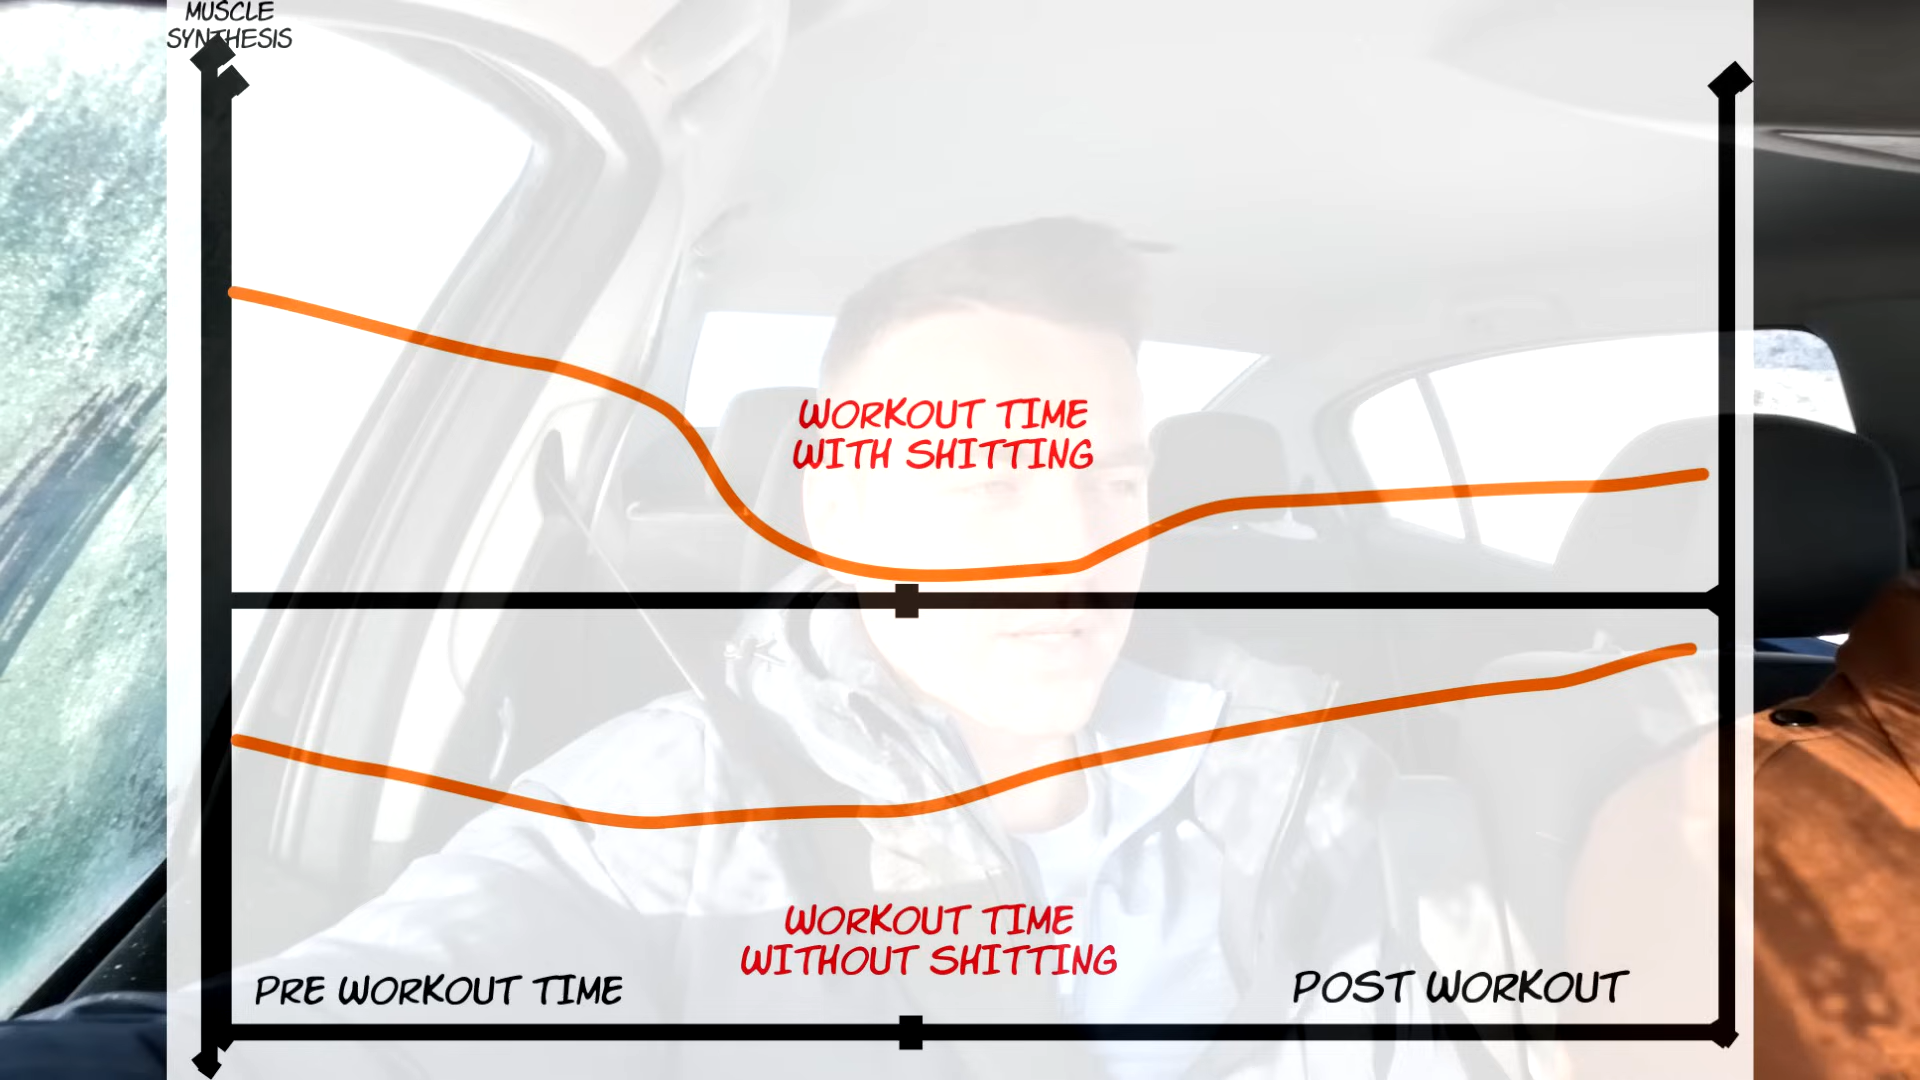 MUSCLE
SYNTHESIS
WORKOUT TIME
WITH SHITTING
WORKOUT TIME
WITHOUT SHITTING
PRE WORKOUT TIME
POST WORKOUT